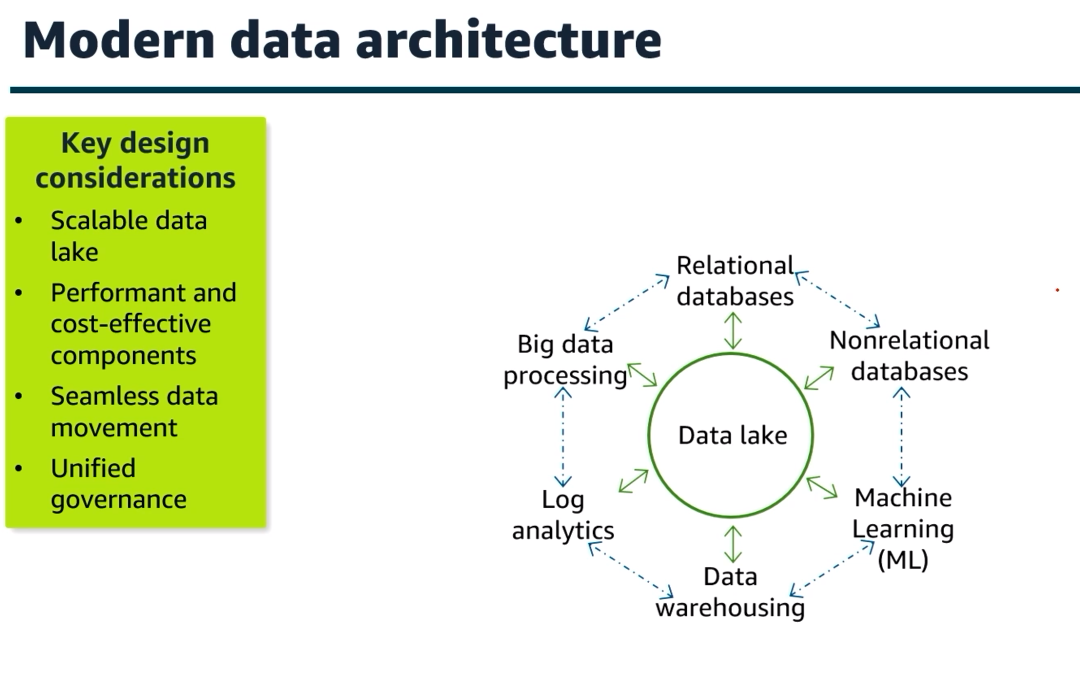 Modern data architecture
Key design
considerations
• Scalable data
lake
• Performant and
cost-effective
components
• Seamless data
movement
• Unified
governance
Relational
databases
Big data
processing
Nonrelational
databases
Data lake
Log
analytics
Machine
Learning
(ML)
Data
warehousing